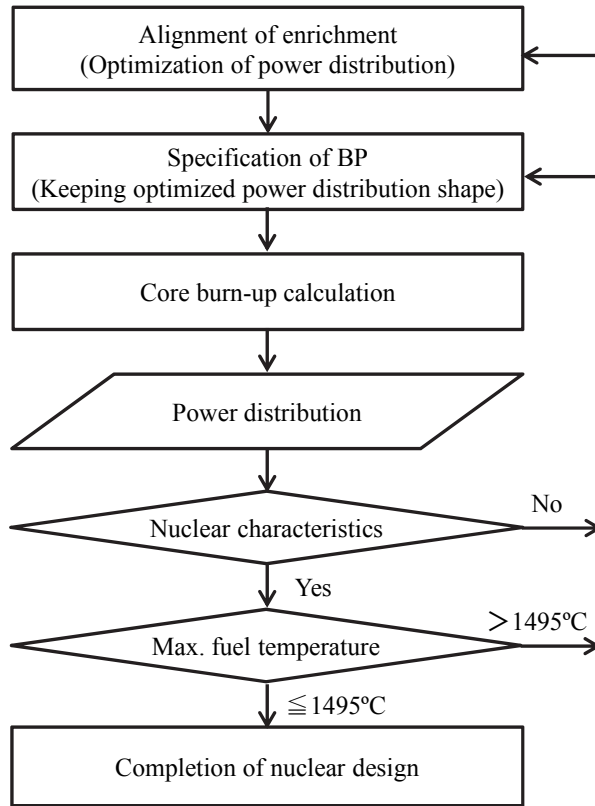 Alignment of enrichment
(Optimization of power distribution)
Specification of BP
(Keeping optimized power distribution shape)
Core burn-up calculation
Power distribution
Nuclear characteristics
No
Yes
Max. fuel temperature
＞1495ºC
≦1495ºC
Completion of nuclear design